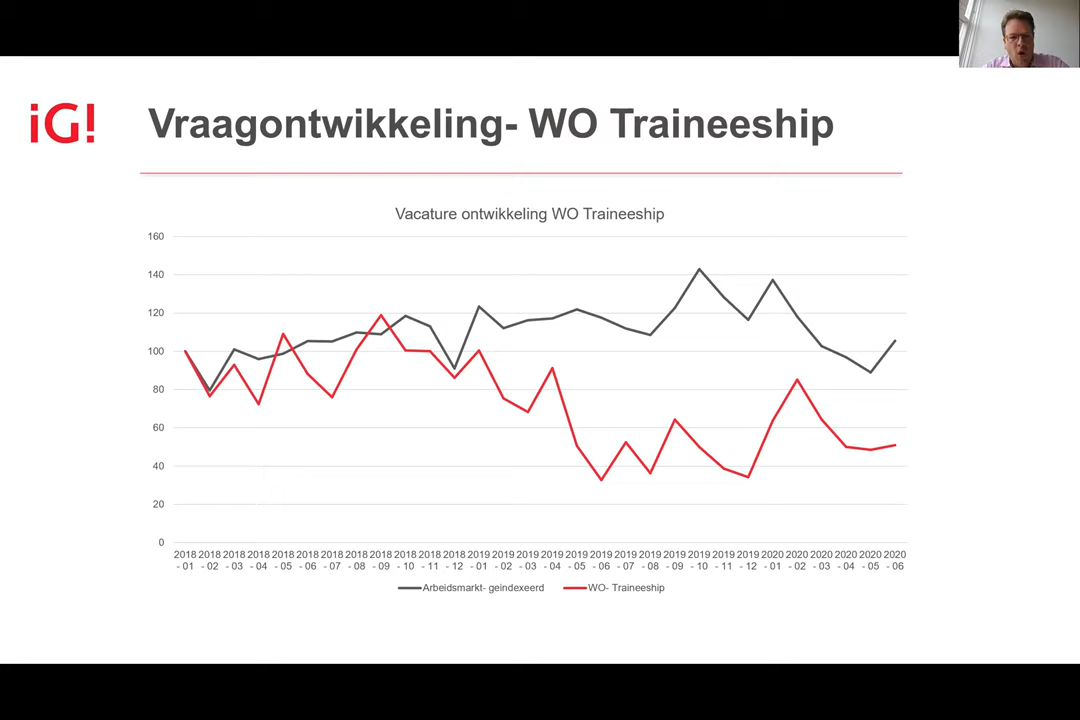 iG!
Vraagontwikkeling- WO Traineeship
Vacature ontwikkeling WO Traineeship
160
140
120
100
80
60
40
20
0
2018 2018 2018 2018 2018 2018 2018 2018 2018 2018 2018 2018 2019 2019 2019 2019 2019 2019 2019 2019 2019 2019 2019 2019 2020 2020 2020 2020 2020 2020
- 01 - 02 - 03 - 04 - 05 - 06 - 07 - 08 - 09 - 10 - 11 - 12 - 01 - 02 - 03 - 04 - 05 - 06 - 07 - 08 - 09 - 10 - 11 - 12 - 01 - 02 - 03 - 04 - 05 - 06
Arbeidsmarkt- geindexeerd WO- Traineeship